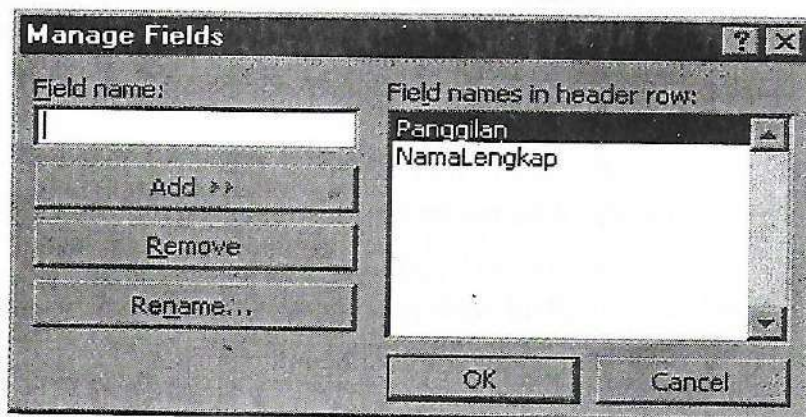 Manage Fields
Field name:
Add >>
Remove
Rename...
Field names in header row:
Panggilan
NamaLengkap
OK
Cancel